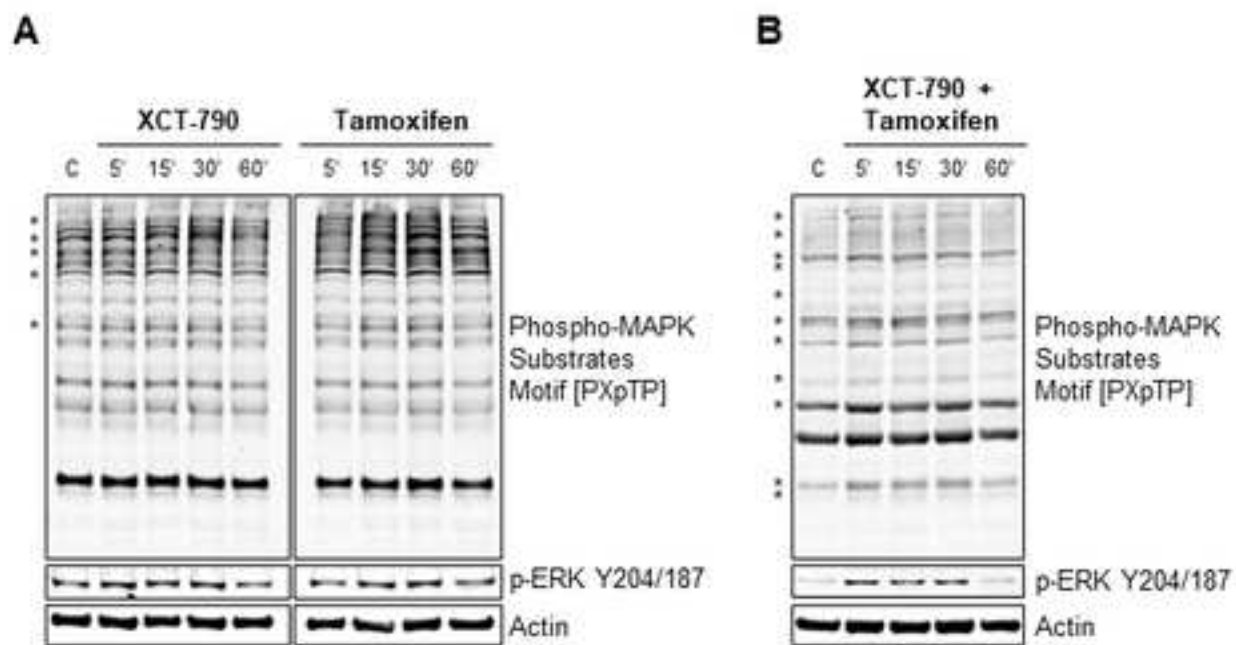 A
XCT-790
Tamoxifen
C 5' 15' 30' 60' 5' 15' 30' 60'
*
*
*
*
*
Phospho-MAPK
Substrates
Motif [PXpTP]
p-ERK Y204/187
Actin
B
XCT-790 +
Tamoxifen
C 5' 15' 30' 60'
*
*
*
*
*
*
*
*
*
*
*
*
Phospho-MAPK
Substrates
Motif [PXpTP]
p-ERK Y204/187
Actin